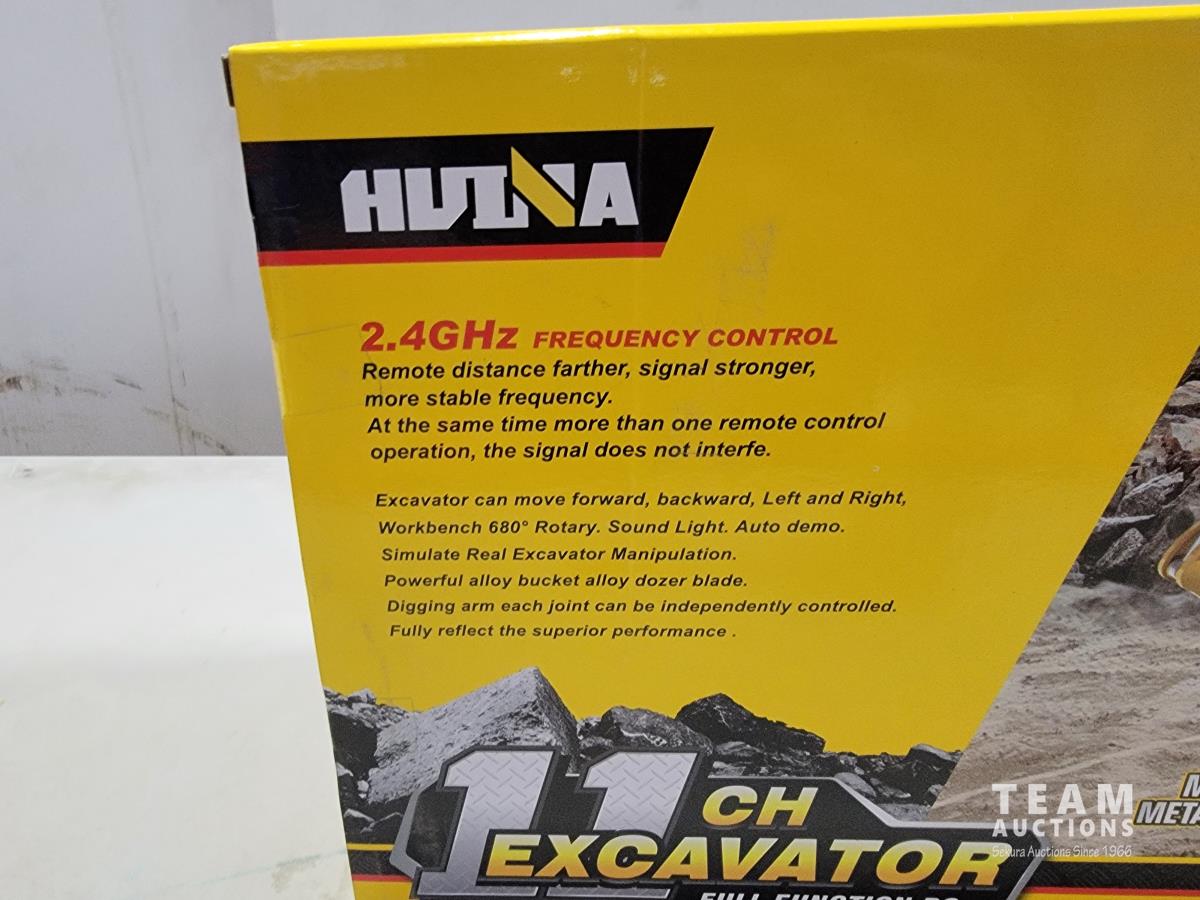 HUINA
2.4GHz FREQUENCY CONTROL
Remote distance farther, signal stronger,
more stable frequency.
At the same time more than one remote control
operation, the signal does not interfe.
Excavator can move forward, backward, Left and Right,
Workbench 680° Rotary. Sound Light. Auto demo.
Simulate Real Excavator Manipulation.
Powerful alloy bucket alloy dozer blade.
Digging arm each joint can be independently controlled.
Fully reflect the superior performance .
11 CH
EXCAVATOR
FULL FUNCTION RC
TEAM
AUCTIONS
Sekura Auctions Since 1966